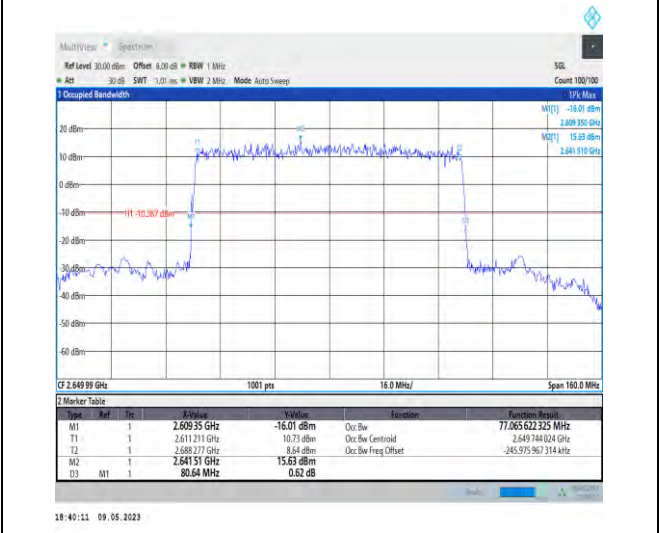 MultiView Spectrum
Ref Level 30.00 dBm Offset 8.00 dB RBW 1 MHz SGL
Att 30 dB SWT 1.01 ms VBW 2 MHz Mode Auto Sweep Count 100/100
1 Occupied Bandwidth 1Pk Max
M1[1] -16.01 dBm
2.609 350 GHz
M2[1] 15.63 dBm
2.641 510 GHz
20 dBm
10 dBm
0 dBm
-10 dBm H1 -10.367 dBm
-20 dBm
-30 dBm
-40 dBm
-50 dBm
-60 dBm
T1
M2
T2
M1
D3
CF 2.649 99 GHz 1001 pts 16.0 MHz/ Span 160.0 MHz
2 Marker Table
Type Ref Trc X-Value Y-Value Function Function Result
M1 1 2.609 35 GHz -16.01 dBm Occ Bw 77.065 622 325 MHz
T1 1 2.611 211 GHz 10.73 dBm Occ Bw Centroid 2.649 744 024 GHz
T2 1 2.688 277 GHz 8.64 dBm Occ Bw Freq Offset -245.975 967 314 kHz
M2 1 2.641 51 GHz 15.63 dBm
D3 M1 1 80.64 MHz 0.62 dB
18:40:11 09.05.2023